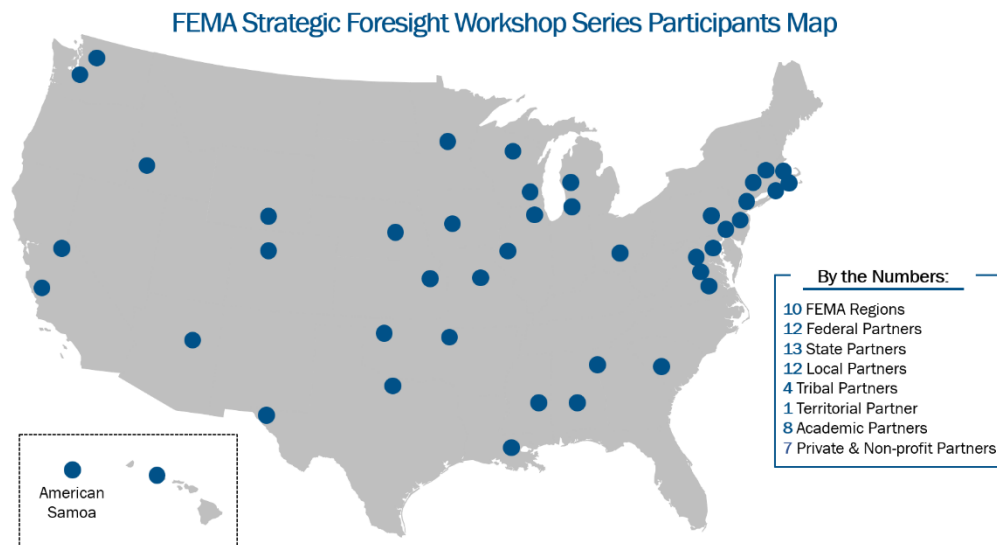 FEMA Strategic Foresight Workshop Series Participants Map
By the Numbers:
10 FEMA Regions
12 Federal Partners
13 State Partners
12 Local Partners
4 Tribal Partners
1 Territorial Partner
8 Academic Partners
7 Private & Non-profit Partners
American
Samoa